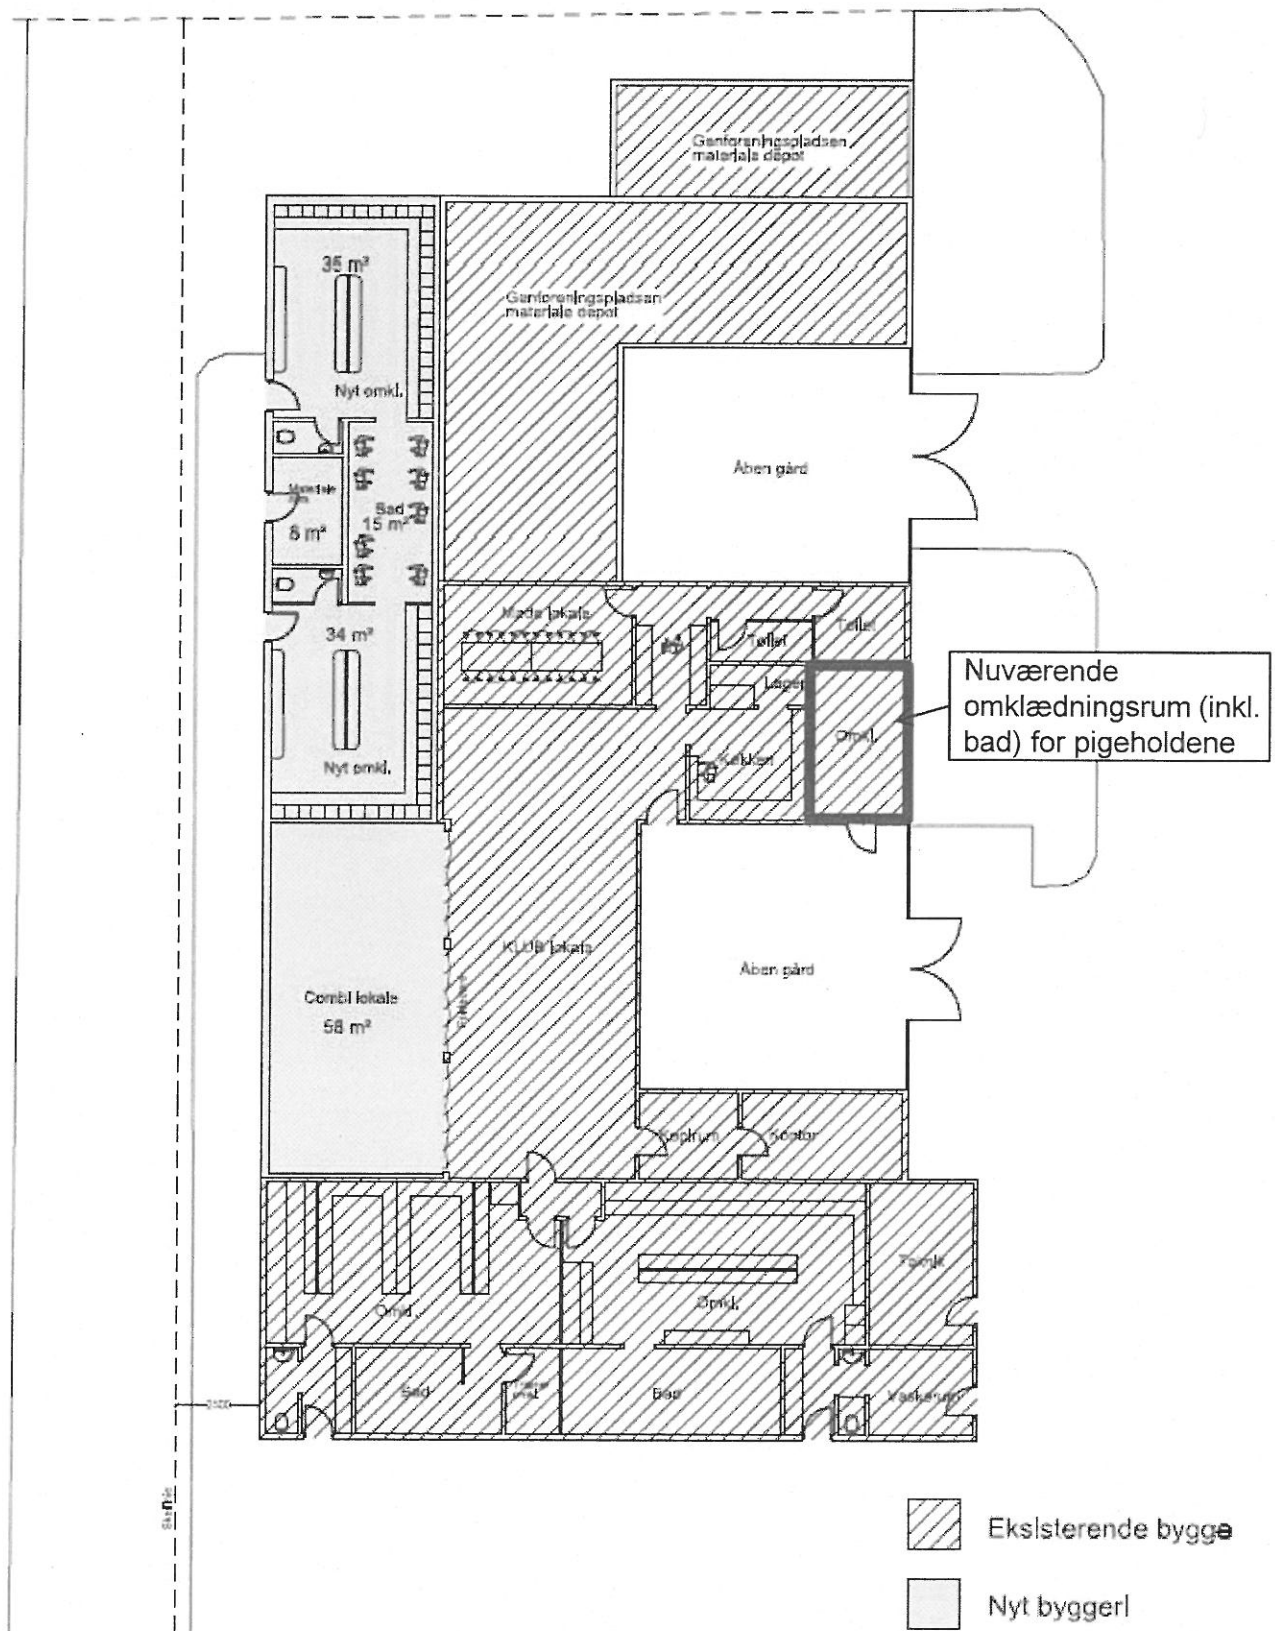 Genforeningspladsen
materiale depot
35 m²
Genforeningspladsen
materiale depot
Nyt omkl.
Åben gård
Bad
15 m²
8 m²
Møde lokale
Toilet
Toilet
34 m²
Lager
Nuværende
omklædningsrum (inkl.
bad) for pigeholdene
Omkl.
Køkken
Nyt omkl.
KLUB lokale
Åben gård
Combi lokale
58 m²
Kopirum
Kontor
Omkl.
Omkl.
Bad
Bad
Vaskerum
Eksisterende bygge
Nyt byggeri